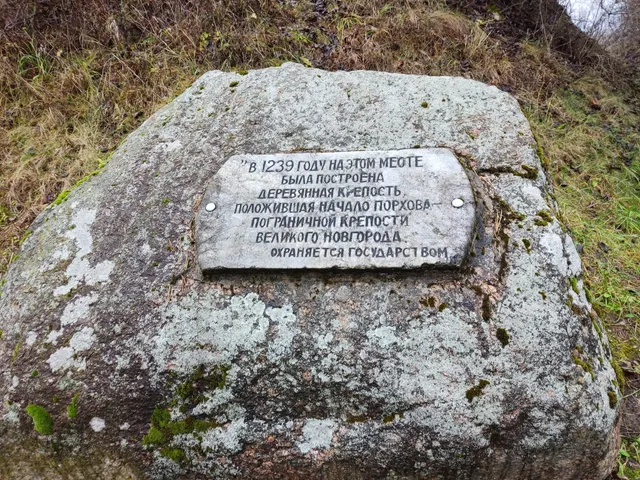 "В 1239 ГОДУ НА ЭТОМ МЕСТЕ
БЫЛА ПОСТРОЕНА
ДЕРЕВЯННАЯ КРЕПОСТЬ,
ПОЛОЖИВШАЯ НАЧАЛО ПОРХОВА-
ПОГРАНИЧНОЙ КРЕПОСТИ
ВЕЛИКОГО НОВГОРОДА.
ОХРАНЯЕТСЯ ГОСУДАРСТВОМ„